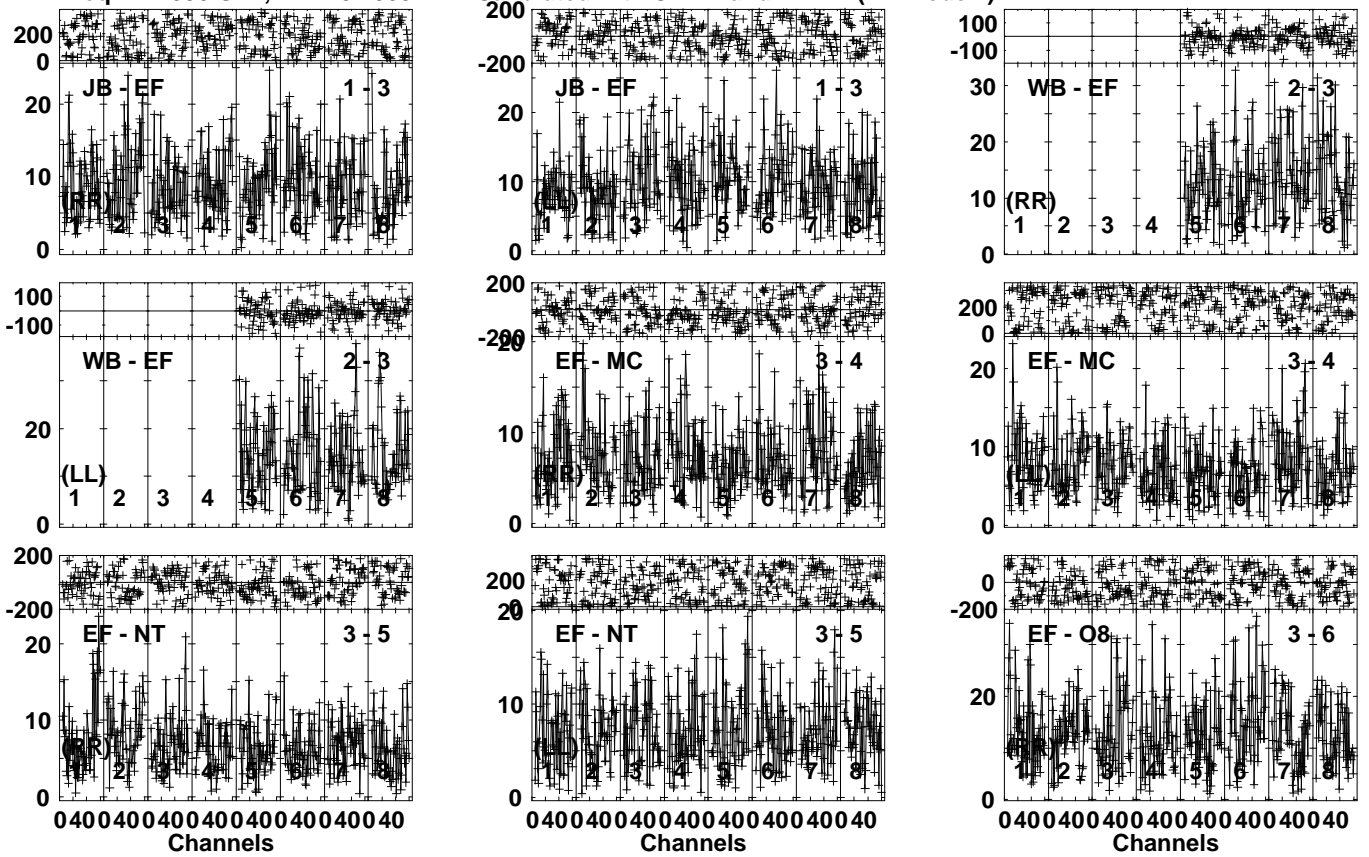 200 0 JB - EF 1 - 3 20 10 0 (RR) 1 2 3 4 5 6 7 8
200 -200 JB - EF 1 - 3 20 10 0 (LL) 1 2 3 4 5 6 7 8
100 -100 WB - EF 2 - 3 30 20 10 0 (RR) 1 2 3 4 5 6 7 8
100 -100 WB - EF 2 - 3 20 0 (LL) 1 2 3 4 5 6 7 8
200 -200 EF - MC 3 - 4 20 10 0 (RR) 1 2 3 4 5 6 7 8
200 0 EF - MC 3 - 4 20 10 0 (LL) 1 2 3 4 5 6 7 8
200 -200 EF - NT 3 - 5 20 10 0 (RR) 1 2 3 4 5 6 7 8
200 0 EF - NT 3 - 5 20 10 0 (LL) 1 2 3 4 5 6 7 8
0 -200 EF - O8 3 - 6 20 0 (RR) 1 2 3 4 5 6 7 8
0 40 0 40 0 40 0 40 0 40 0 40 0 40 0 40
Channels
0 40 0 40 0 40 0 40 0 40 0 40 0 40 0 40
Channels
0 40 0 40 0 40 0 40 0 40 0 40 0 40 0 40
Channels